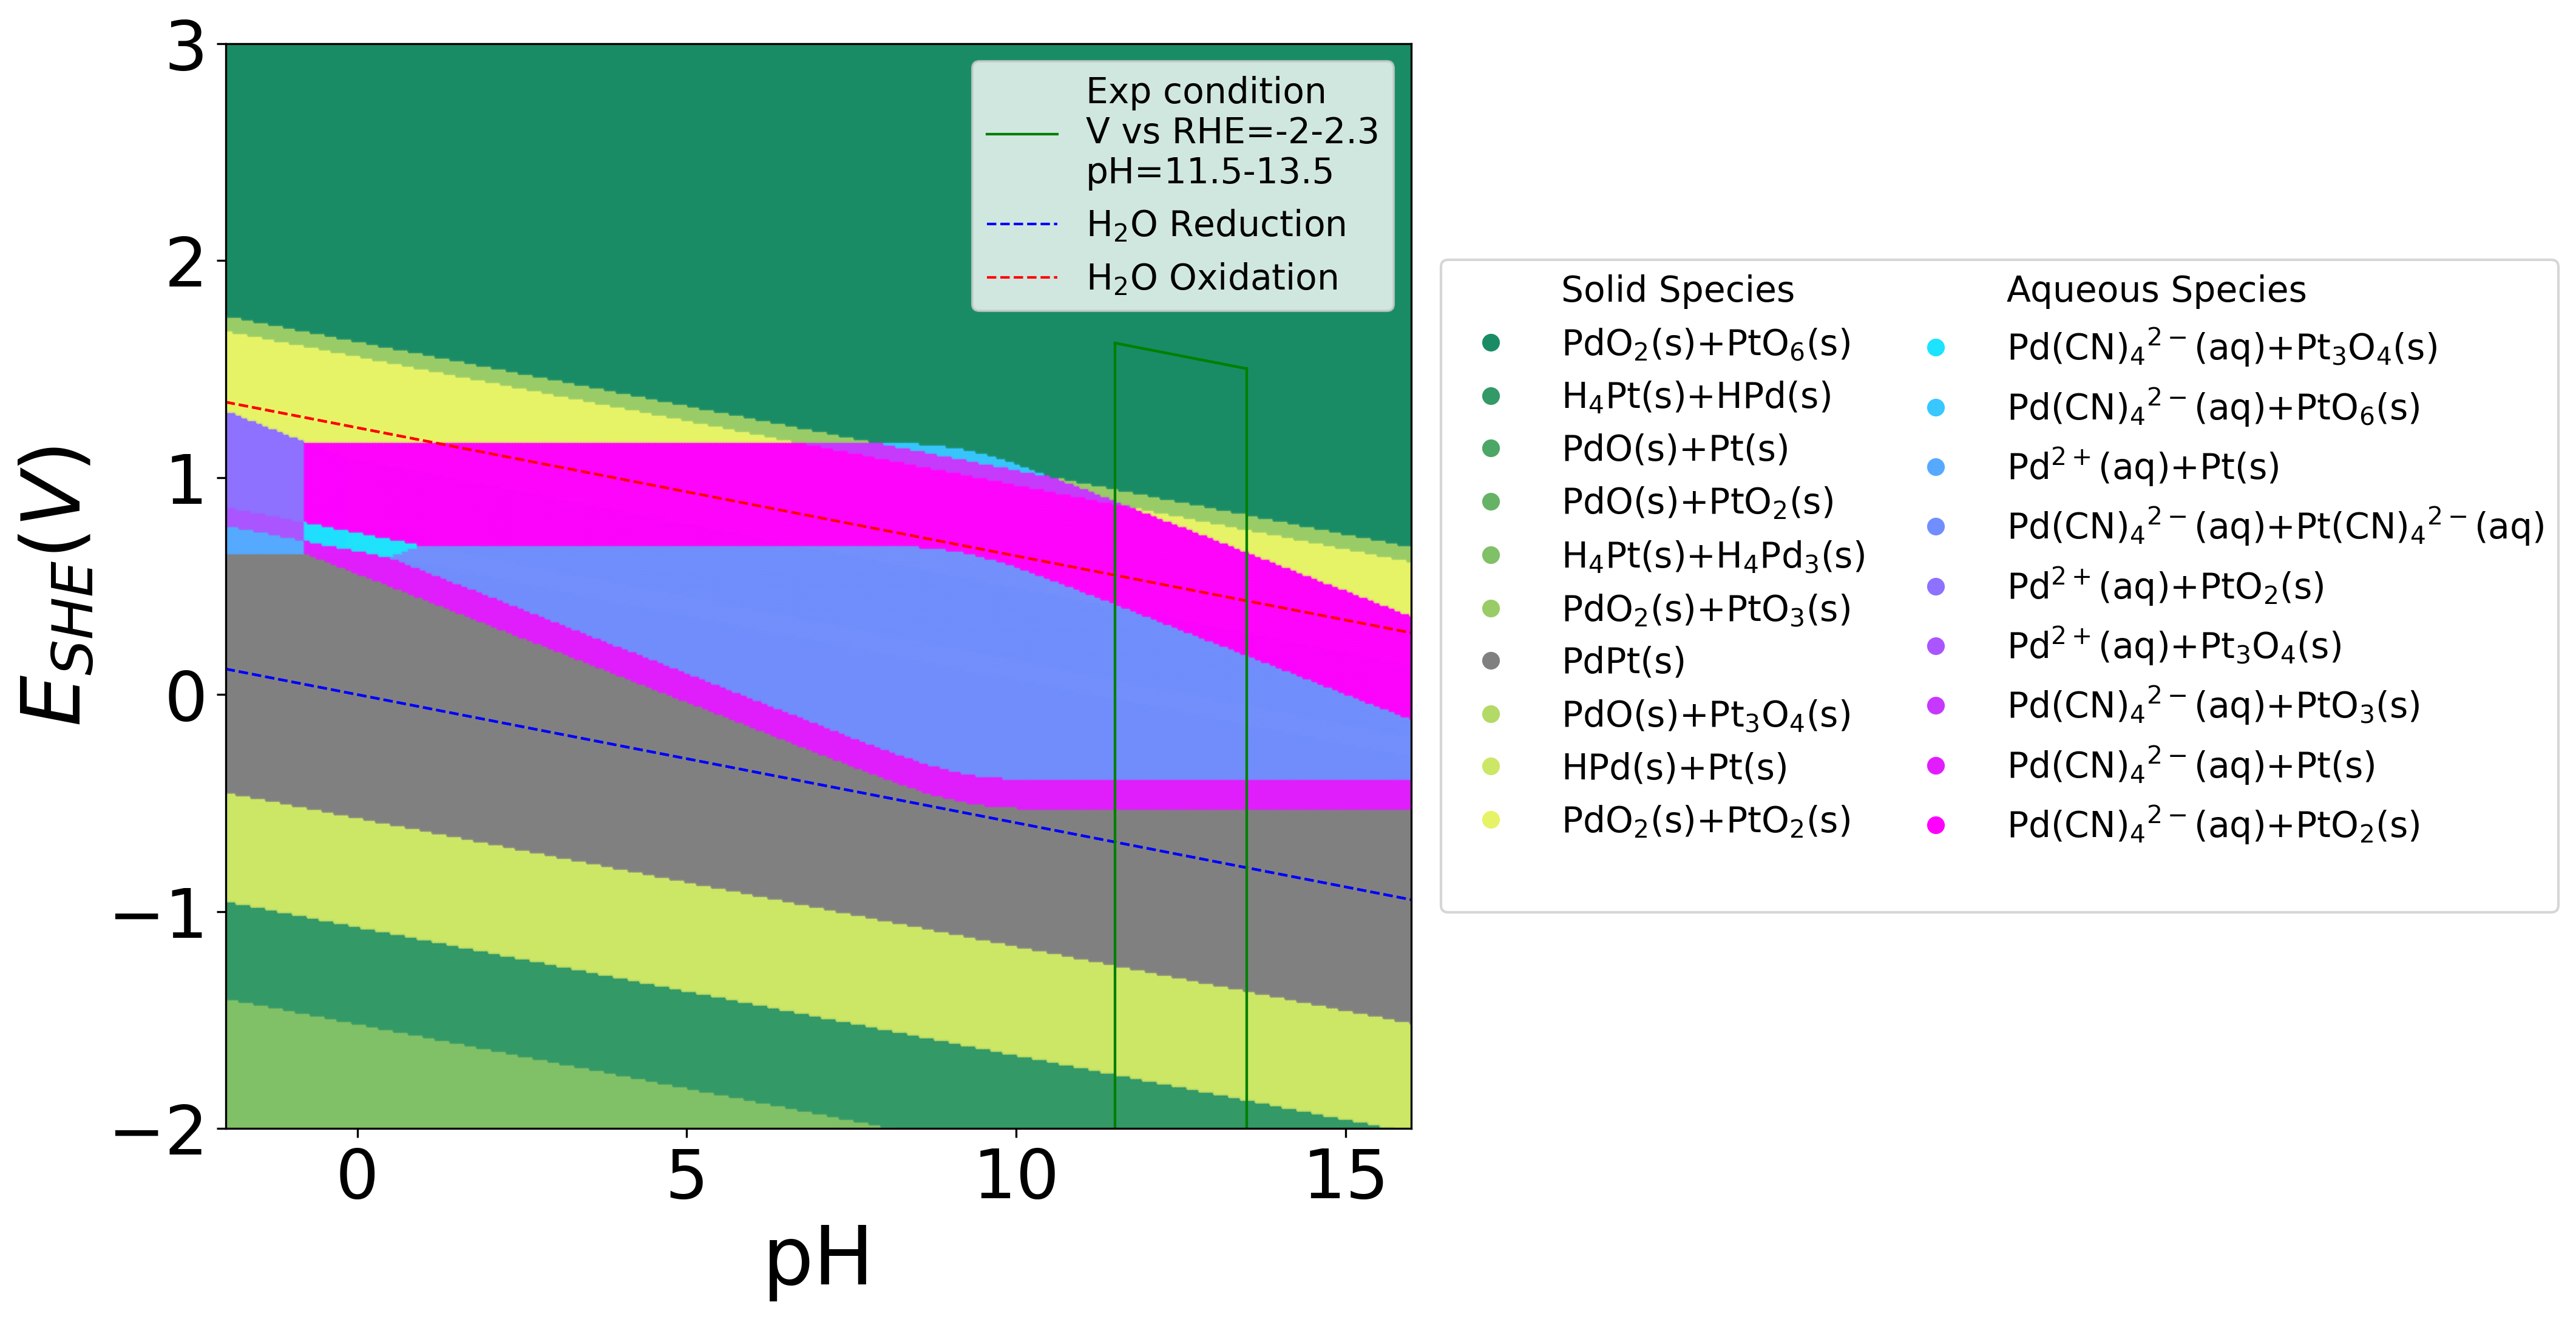 3
2
1
0
−1
−2
E_{SHE}(V)
0 5 10 15
pH
Exp condition
V vs RHE=-2-2.3
pH=11.5-13.5
H₂O Reduction
H₂O Oxidation
Solid Species
PdO₂(s)+PtO₆(s)
H₄Pt(s)+HPd(s)
PdO(s)+Pt(s)
PdO(s)+PtO₂(s)
H₄Pt(s)+H₄Pd₃(s)
PdO₂(s)+PtO₃(s)
PdPt(s)
PdO(s)+Pt₃O₄(s)
HPd(s)+Pt(s)
PdO₂(s)+PtO₂(s)
Aqueous Species
Pd(CN)₄²⁻(aq)+Pt₃O₄(s)
Pd(CN)₄²⁻(aq)+PtO₆(s)
Pd²⁺(aq)+Pt(s)
Pd(CN)₄²⁻(aq)+Pt(CN)₄²⁻(aq)
Pd²⁺(aq)+PtO₂(s)
Pd²⁺(aq)+Pt₃O₄(s)
Pd(CN)₄²⁻(aq)+PtO₃(s)
Pd(CN)₄²⁻(aq)+Pt(s)
Pd(CN)₄²⁻(aq)+PtO₂(s)